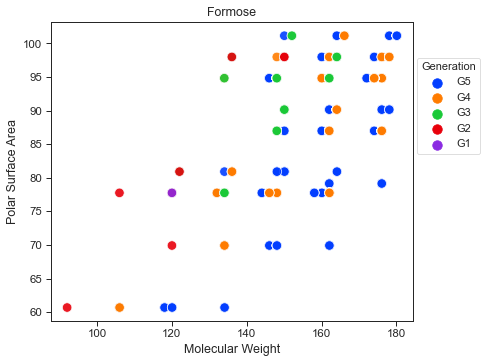 Formose
Polar Surface Area
100
95
90
85
80
75
70
65
60
100
120
140
160
180
Molecular Weight
Generation
G5
G4
G3
G2
G1